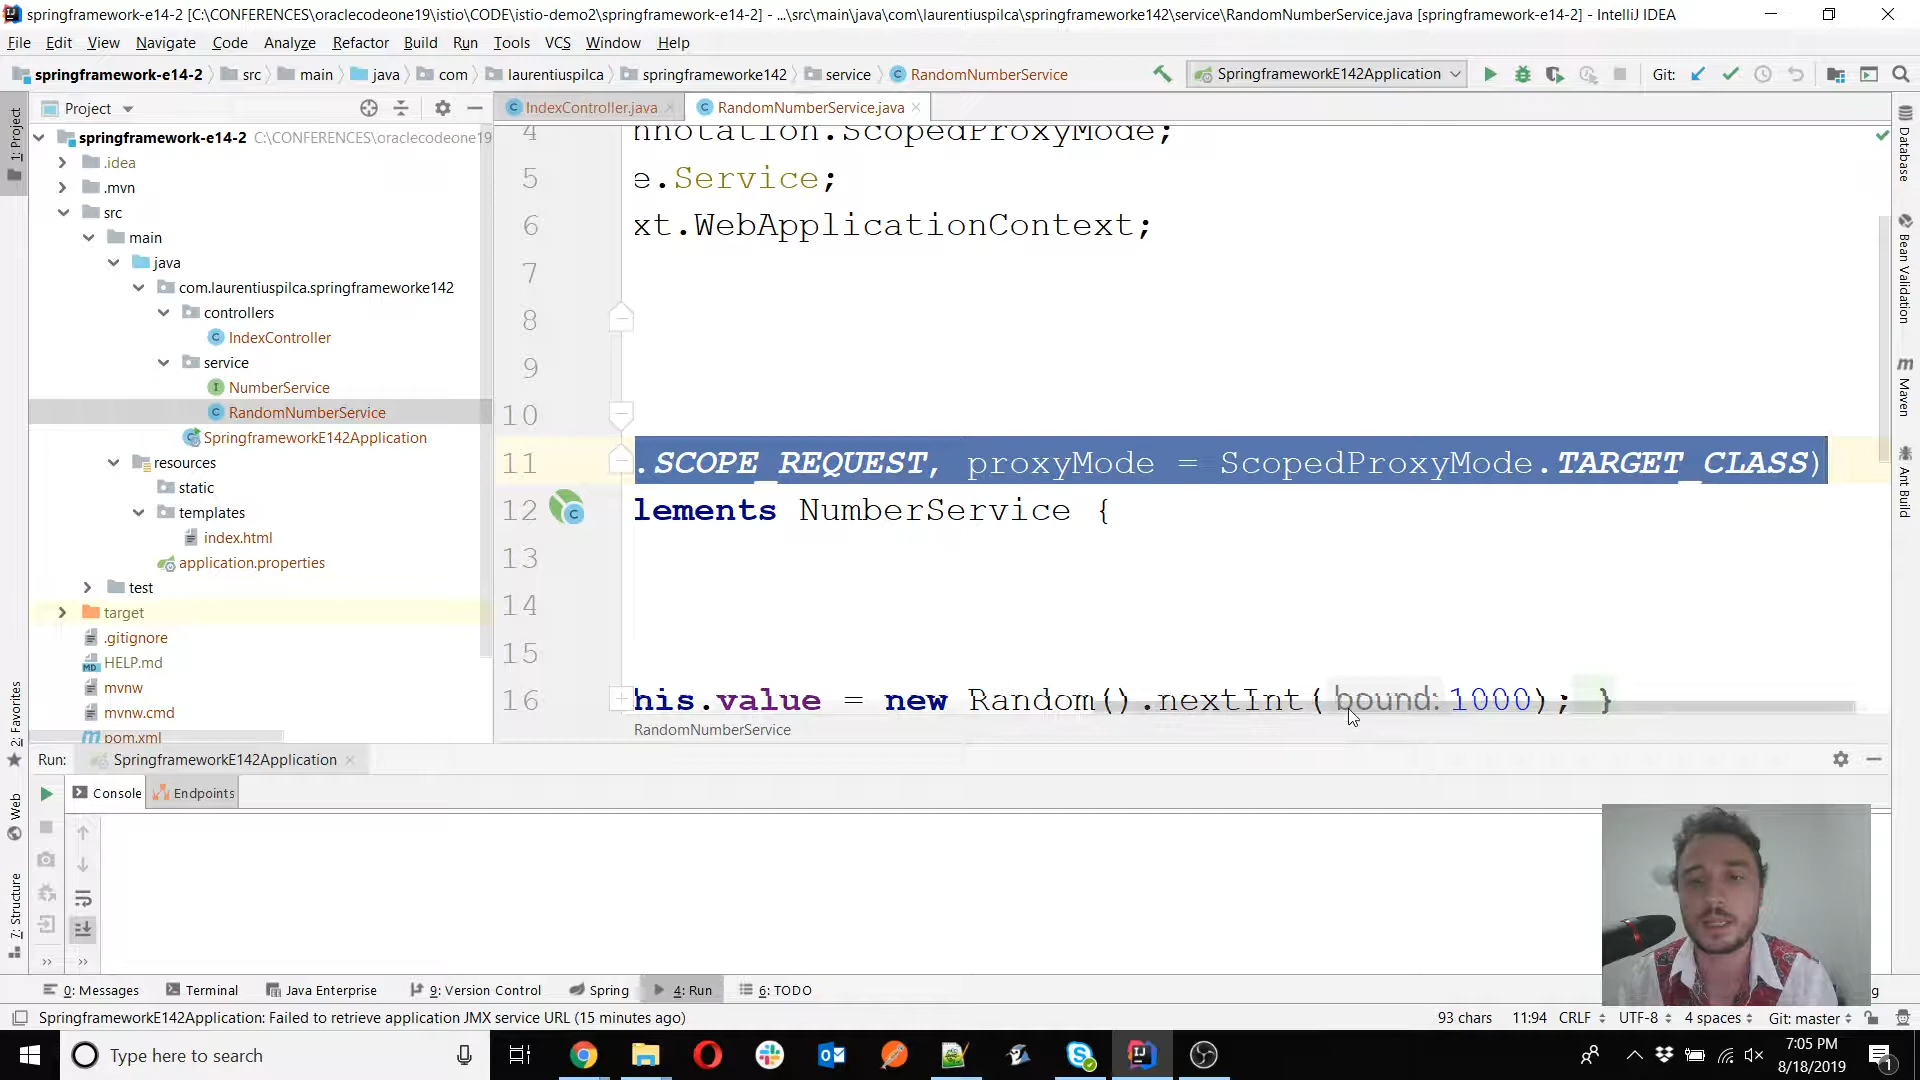 springframework-e14-2 [C:\CONFERENCES\oraclecodeone19\istio\CODE\istio-demo2\springframework-e14-2] - ...\src\main\java\com\laurentiuspilca\springframeworke142\service\RandomNumberService.java [springframework-e14-2] - IntelliJ IDEA
File Edit View Navigate Code Analyze Refactor Build Run Tools VCS Window Help
springframework-e14-2 src main java com laurentiuspilca springframeworke142 service RandomNumberService SpringframeworkE142Application Git:
Project IndexController.java RandomNumberService.java
1: Project
springframework-e14-2 C:\CONFERENCES\oraclecodeone19
.idea
.mvn
src
main
java
com.laurentiuspilca.springframeworke142
controllers
IndexController
service
NumberService
RandomNumberService
SpringframeworkE142Application
resources
static
templates
index.html
application.properties
test
target
.gitignore
HELP.md
mvnw
mvnw.cmd
pom.xml
4 nnotation.ScopedProxyMode;
5 e.Service;
6 xt.WebApplicationContext;
7
8
9
10
11 .SCOPE_REQUEST, proxyMode = ScopedProxyMode.TARGET_CLASS)
12 lements NumberService {
13
14
15
16 his.value = new Random().nextInt( bound: 1000); }
RandomNumberService
Database
Bean Validation
Maven
Ant Build
2: Favorites
Web
7: Structure
Run: SpringframeworkE142Application
Console Endpoints
0: Messages Terminal Java Enterprise 9: Version Control Spring 4: Run 6: TODO g
SpringframeworkE142Application: Failed to retrieve application JMX service URL (15 minutes ago) 93 chars 11:94 CRLF UTF-8 4 spaces Git: master
Type here to search
7:05 PM
8/18/2019
1